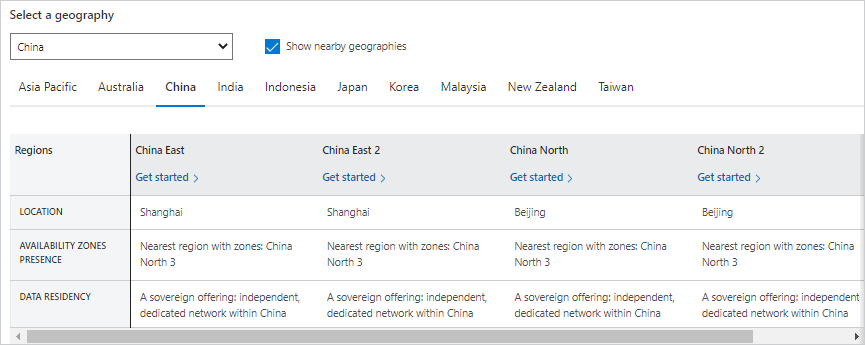 Select a geography
China
Show nearby geographies
Asia Pacific Australia China India Indonesia Japan Korea Malaysia New Zealand Taiwan
Regions China East China East 2 China North China North 2
Get started > Get started > Get started > Get started >
LOCATION Shanghai Shanghai Beijing Beijing
AVAILABILITY ZONES Nearest region with zones: China Nearest region with zones: China Nearest region with zones: China Nearest region with zones: China
PRESENCE North 3 North 3 North 3 North 3
DATA RESIDENCY A sovereign offering: independent, A sovereign offering: independent, A sovereign offering: independent, A sovereign offering: independent,
dedicated network within China dedicated network within China dedicated network within China dedicated network within China